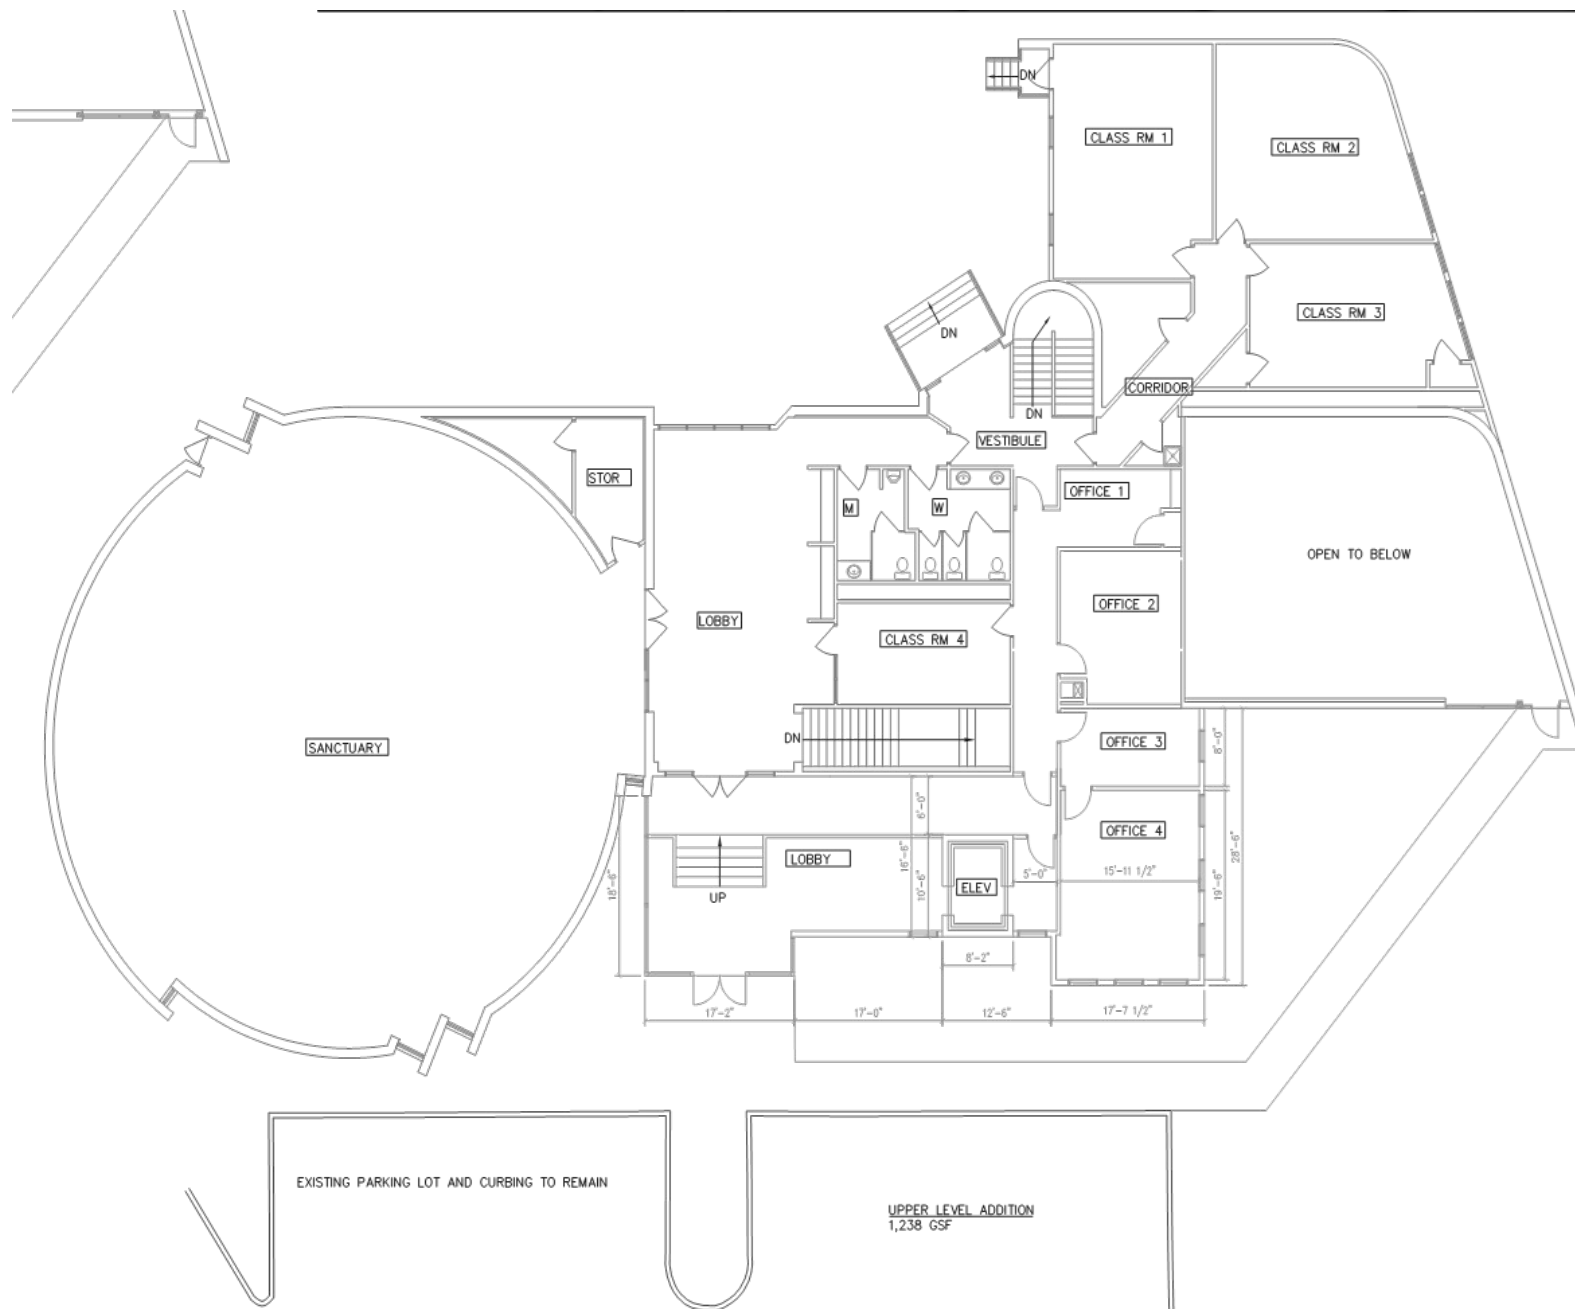 DN
CLASS RM 1
CLASS RM 2
CLASS RM 3
DN
DN
CORRIDOR
VESTIBULE
STOR
M
W
OFFICE 1
OPEN TO BELOW
OFFICE 2
LOBBY
CLASS RM 4
SANCTUARY
DN
OFFICE 3
8'-0"
6'-0"
OFFICE 4
LOBBY
16'-6"
28'-6"
15'-11 1/2"
5'-0"
ELEV
18'-6"
UP
10'-6"
19'-6"
8'-2"
17'-2"
17'-0"
12'-6"
17'-7 1/2"
EXISTING PARKING LOT AND CURBING TO REMAIN
UPPER LEVEL ADDITION
1,238 GSF